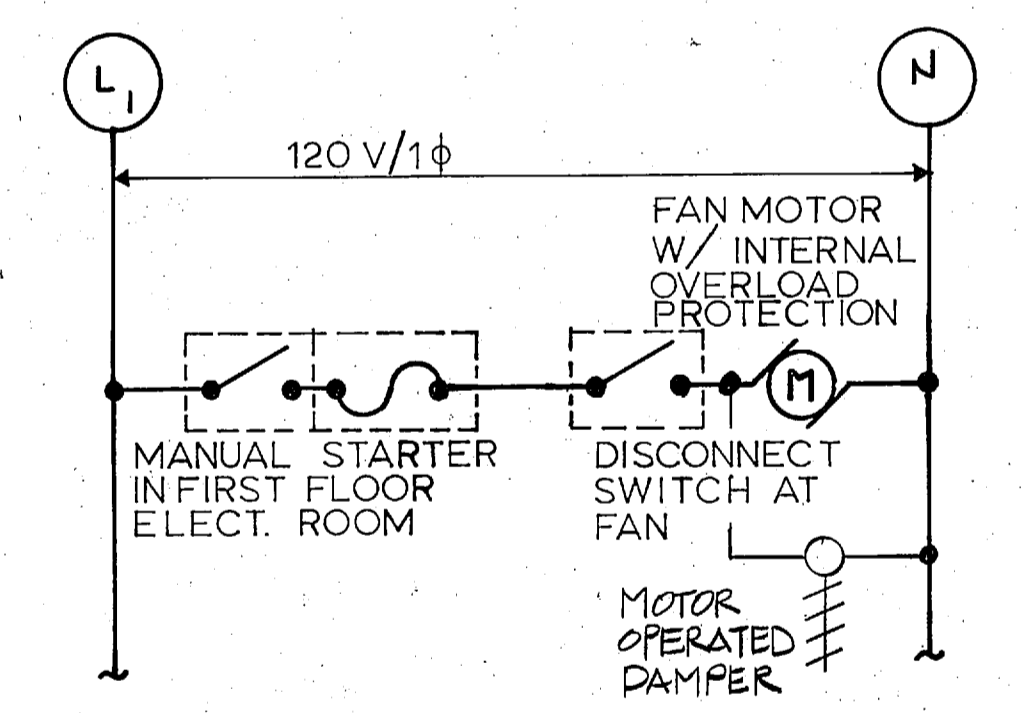 L1
N
120 V/1ϕ
FAN MOTOR
W/ INTERNAL
OVERLOAD
PROTECTION
M
MANUAL STARTER
IN FIRST FLOOR
ELECT. ROOM
DISCONNECT
SWITCH AT
FAN
MOTOR
OPERATED
DAMPER